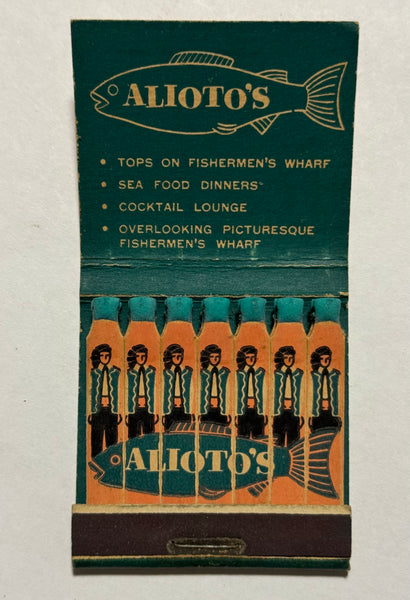 ALIOTO'S
• TOPS ON FISHERMEN'S WHARF
• SEA FOOD DINNERS
• COCKTAIL LOUNGE
• OVERLOOKING PICTURESQUE
FISHERMEN'S WHARF
ALIOTO'S